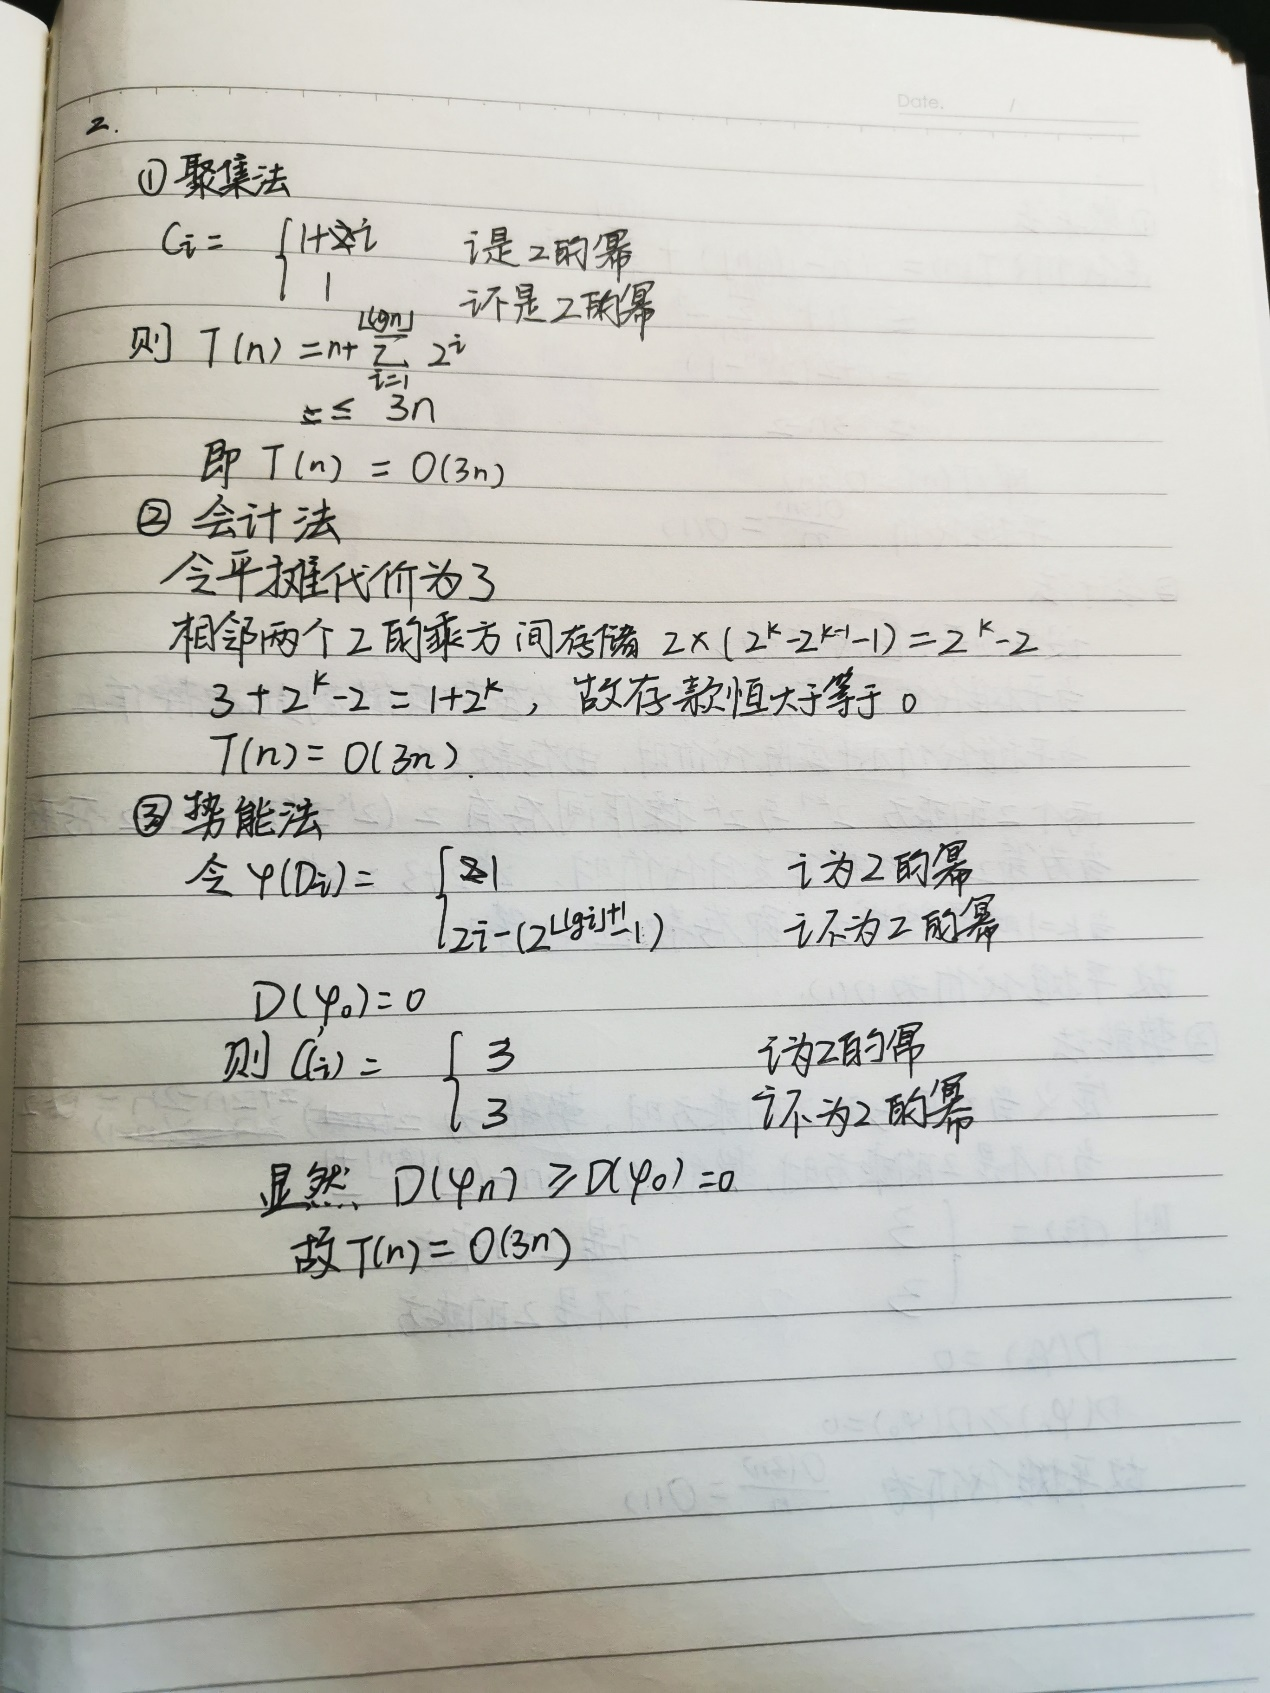 Date. /
2.
① 聚集法
Ci = { 1+i i是2的幂
1 i不是2的幂
则 T(n) = n + ∑_{i=1}^{⌊lgn⌋} 2^i
≤ 3n
即 T(n) = O(3n)
② 会计法
令平摊代价为3
相邻两个2的乘方间存储 2×(2^k-2^{k-1}-1) = 2^k-2
3+2^k-2 = 1+2^k, 故存款恒大于等于0
T(n) = O(3n).
③ 势能法
令 φ(Di) = { 1 i为2的幂
2i-(2^{⌊lgi⌋+1}-1) i不为2的幂
D(φ0) = 0
则 C(i) = { 3 i为2的幂
3 i不为2的幂
显然 D(φn) ≥ D(φ0) = 0
故 T(n) = O(3n)